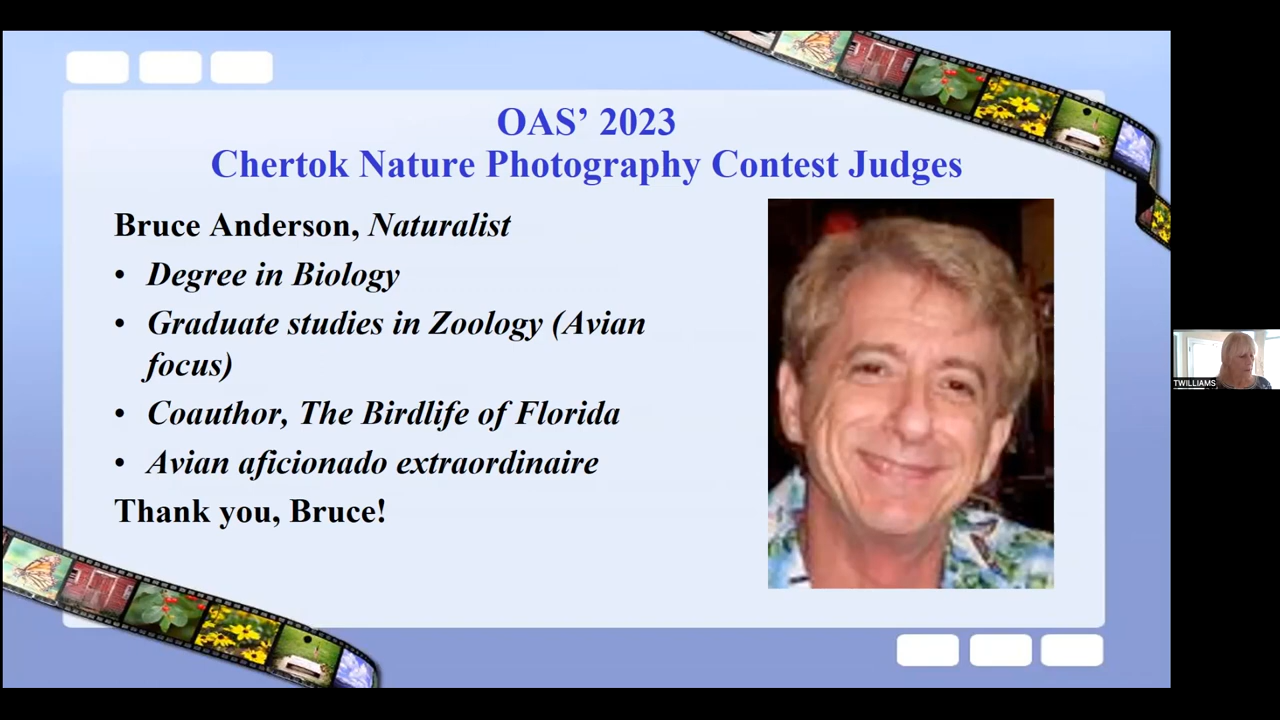 OAS’ 2023
Chertok Nature Photography Contest Judges
Bruce Anderson, Naturalist
• Degree in Biology
• Graduate studies in Zoology (Avian
focus)
• Coauthor, The Birdlife of Florida
• Avian aficionado extraordinaire
Thank you, Bruce!
TWILLIAMS